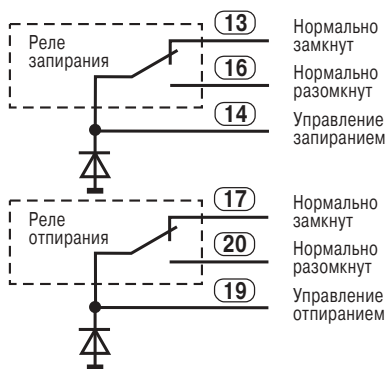 13
Нормально
замкнут
Реле
запирания
16
Нормально
разомкнут
14
Управление
запиранием
17
Нормально
замкнут
Реле
отпирания
20
Нормально
разомкнут
19
Управление
отпиранием